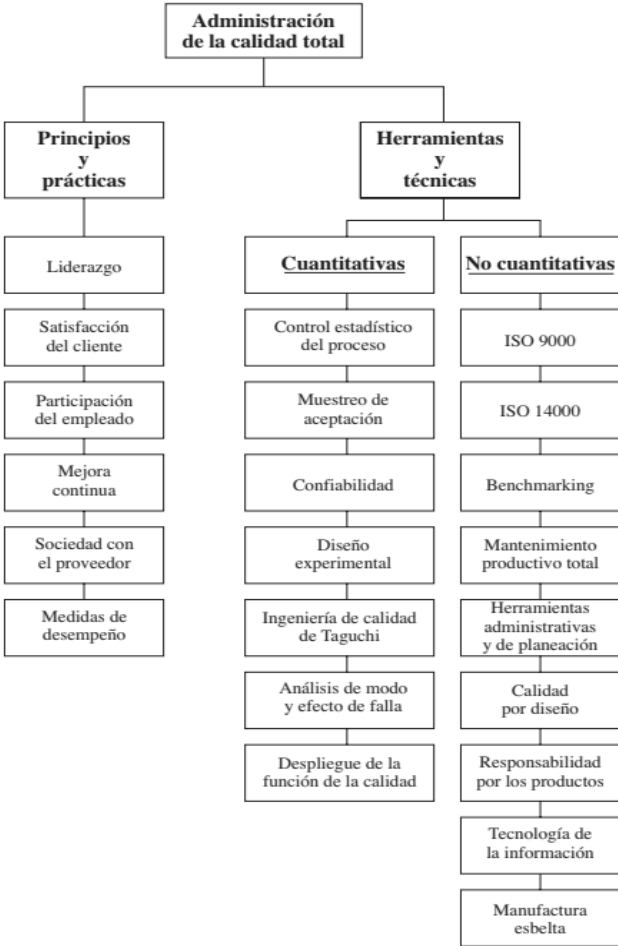 Administración
de la calidad total
Principios
y
prácticas
Herramientas
y
técnicas
Liderazgo
Satisfacción
del cliente
Participación
del empleado
Mejora
continua
Sociedad con
el proveedor
Medidas de
desempeño
Cuantitativas
Control estadístico
del proceso
Muestreo de
aceptación
Confiabilidad
Diseño
experimental
Ingeniería de calidad
de Taguchi
Análisis de modo
y efecto de falla
Despliegue de la
función de la calidad
No cuantitativas
ISO 9000
ISO 14000
Benchmarking
Mantenimiento
productivo total
Herramientas
administrativas
y de planeación
Calidad
por diseño
Responsabilidad
por los productos
Tecnología de
la información
Manufactura
esbelta